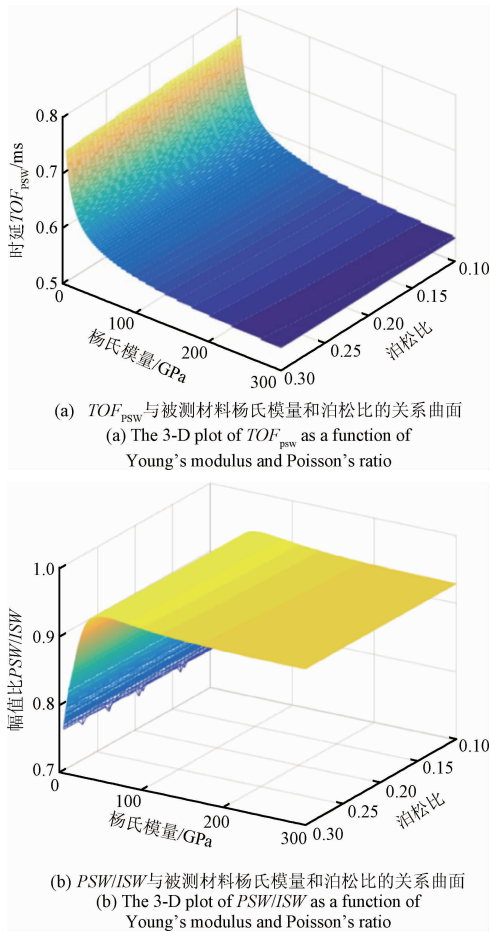 0.8
0.7
0.6
0.5
时延TOFPSW/ms
0
100
200
300
杨氏模量/GPa
0.10
0.15
0.20
0.25
0.30
泊松比
(a) TOFPSW与被测材料杨氏模量和泊松比的关系曲面
(a) The 3-D plot of TOFpsw as a function of
Young's modulus and Poisson's ratio
1.0
0.9
0.8
0.7
幅值比PSW/ISW
0
100
200
300
杨氏模量/GPa
0.10
0.15
0.20
0.25
0.30
泊松比
(b) PSW/ISW与被测材料杨氏模量和泊松比的关系曲面
(b) The 3-D plot of PSW/ISW as a function of
Young's modulus and Poisson's ratio